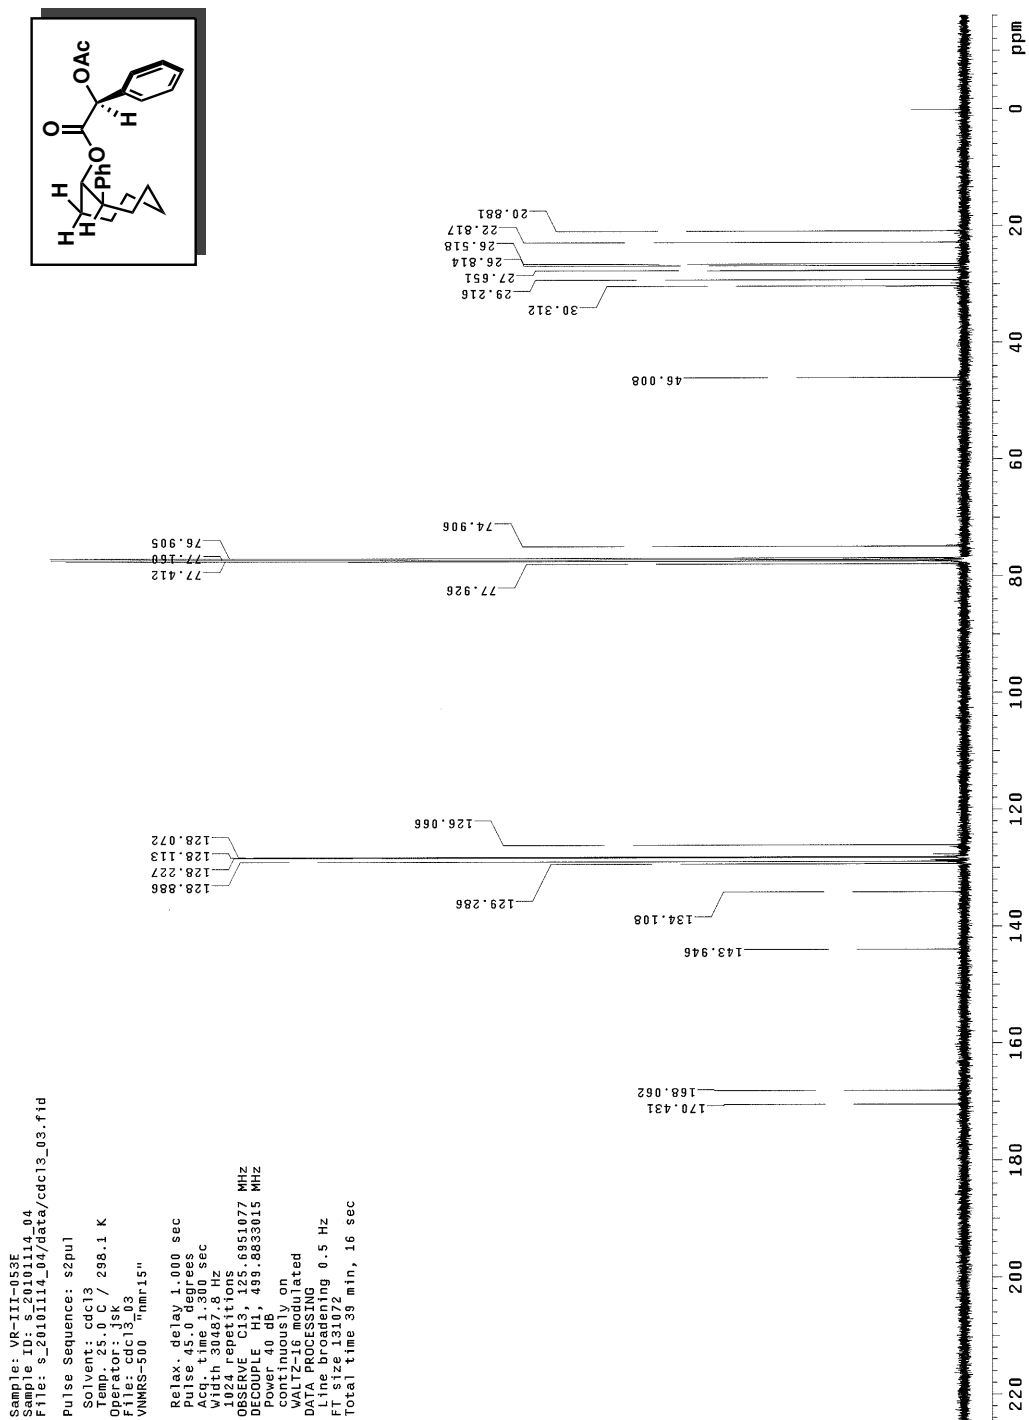 Sample: VR-III-053E
Sample ID: s_20101114_04
File: s_20101114_04/data/cdcl3_03.fid
Pulse Sequence: s2pul
Solvent: cdcl3
Temp. 25.0 C / 298.1 K
Operator: jsk
File: cdcl3_03
VNMRS-500 "nmr15"
Relax. delay 1.000 sec
Pulse 45.0 degrees
Acq. time 1.300 sec
Width 30487.8 Hz
1024 repetitions
OBSERVE C13, 125.6951077 MHz
DECOUPLE H1, 499.8833015 MHz
Power 40 dB
continuously on
WALTZ-16 modulated
DATA PROCESSING
Line broadening 0.5 Hz
FT size 131072
Total time 39 min, 16 sec
H
H
H
Ph
O
O
H
OAc
170.431
168.062
143.946
134.108
129.286
128.886
128.227
128.113
128.072
126.066
77.926
77.412
77.160
76.905
74.906
46.008
30.312
29.216
27.651
26.814
26.518
22.817
20.881
220 200 180 160 140 120 100 80 60 40 20 0 ppm